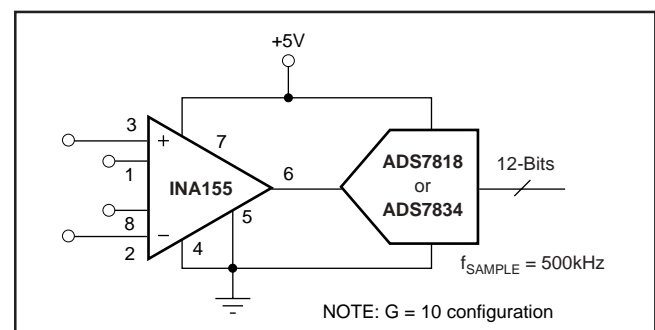 +5V
3
+
7
1
INA155
6
5
8
−
4
2
ADS7818
or
ADS7834
12-Bits
fSAMPLE = 500kHz
NOTE: G = 10 configuration